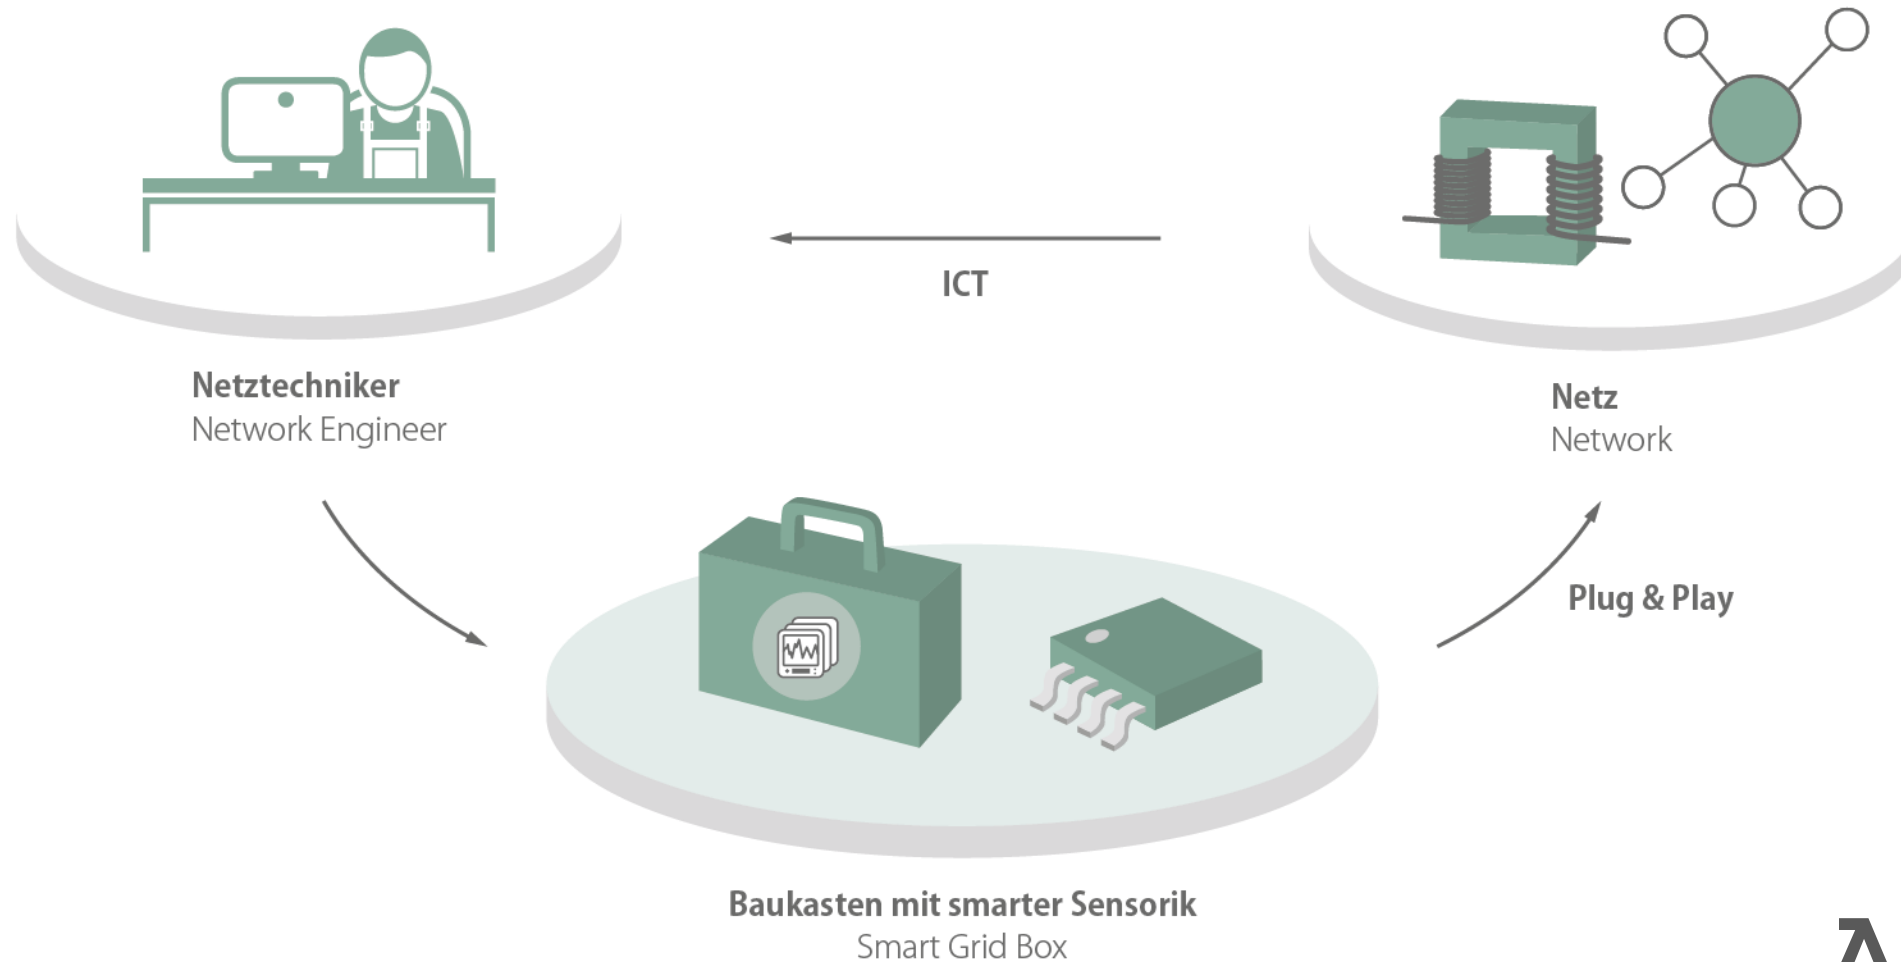 ICT
Netztechniker
Network Engineer
Netz
Network
Plug & Play
Baukasten mit smarter Sensorik
Smart Grid Box